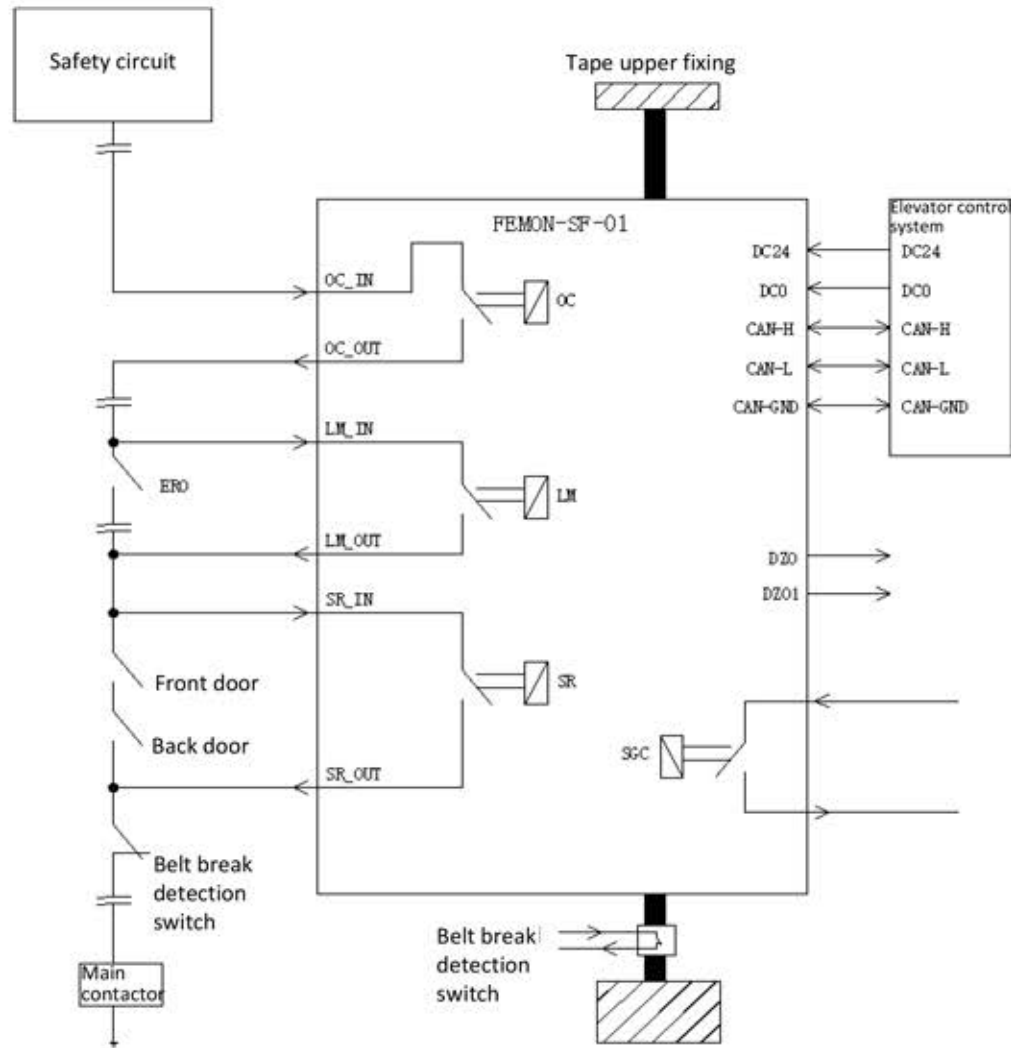 Safety circuit
Tape upper fixing
FEMON-SF-01
Elevator control
system
OC_IN
OC
OC_OUT
DC24
DC24
DC0
DC0
CAN-H
CAN-H
CAN-L
CAN-L
CAN-GND
CAN-GND
LM_IN
ERO
LM
LM_OUT
DZO
DZO1
SR_IN
Front door
SR
Back door
SGC
SR_OUT
Belt break
detection
switch
Belt break
detection
switch
Main
contactor